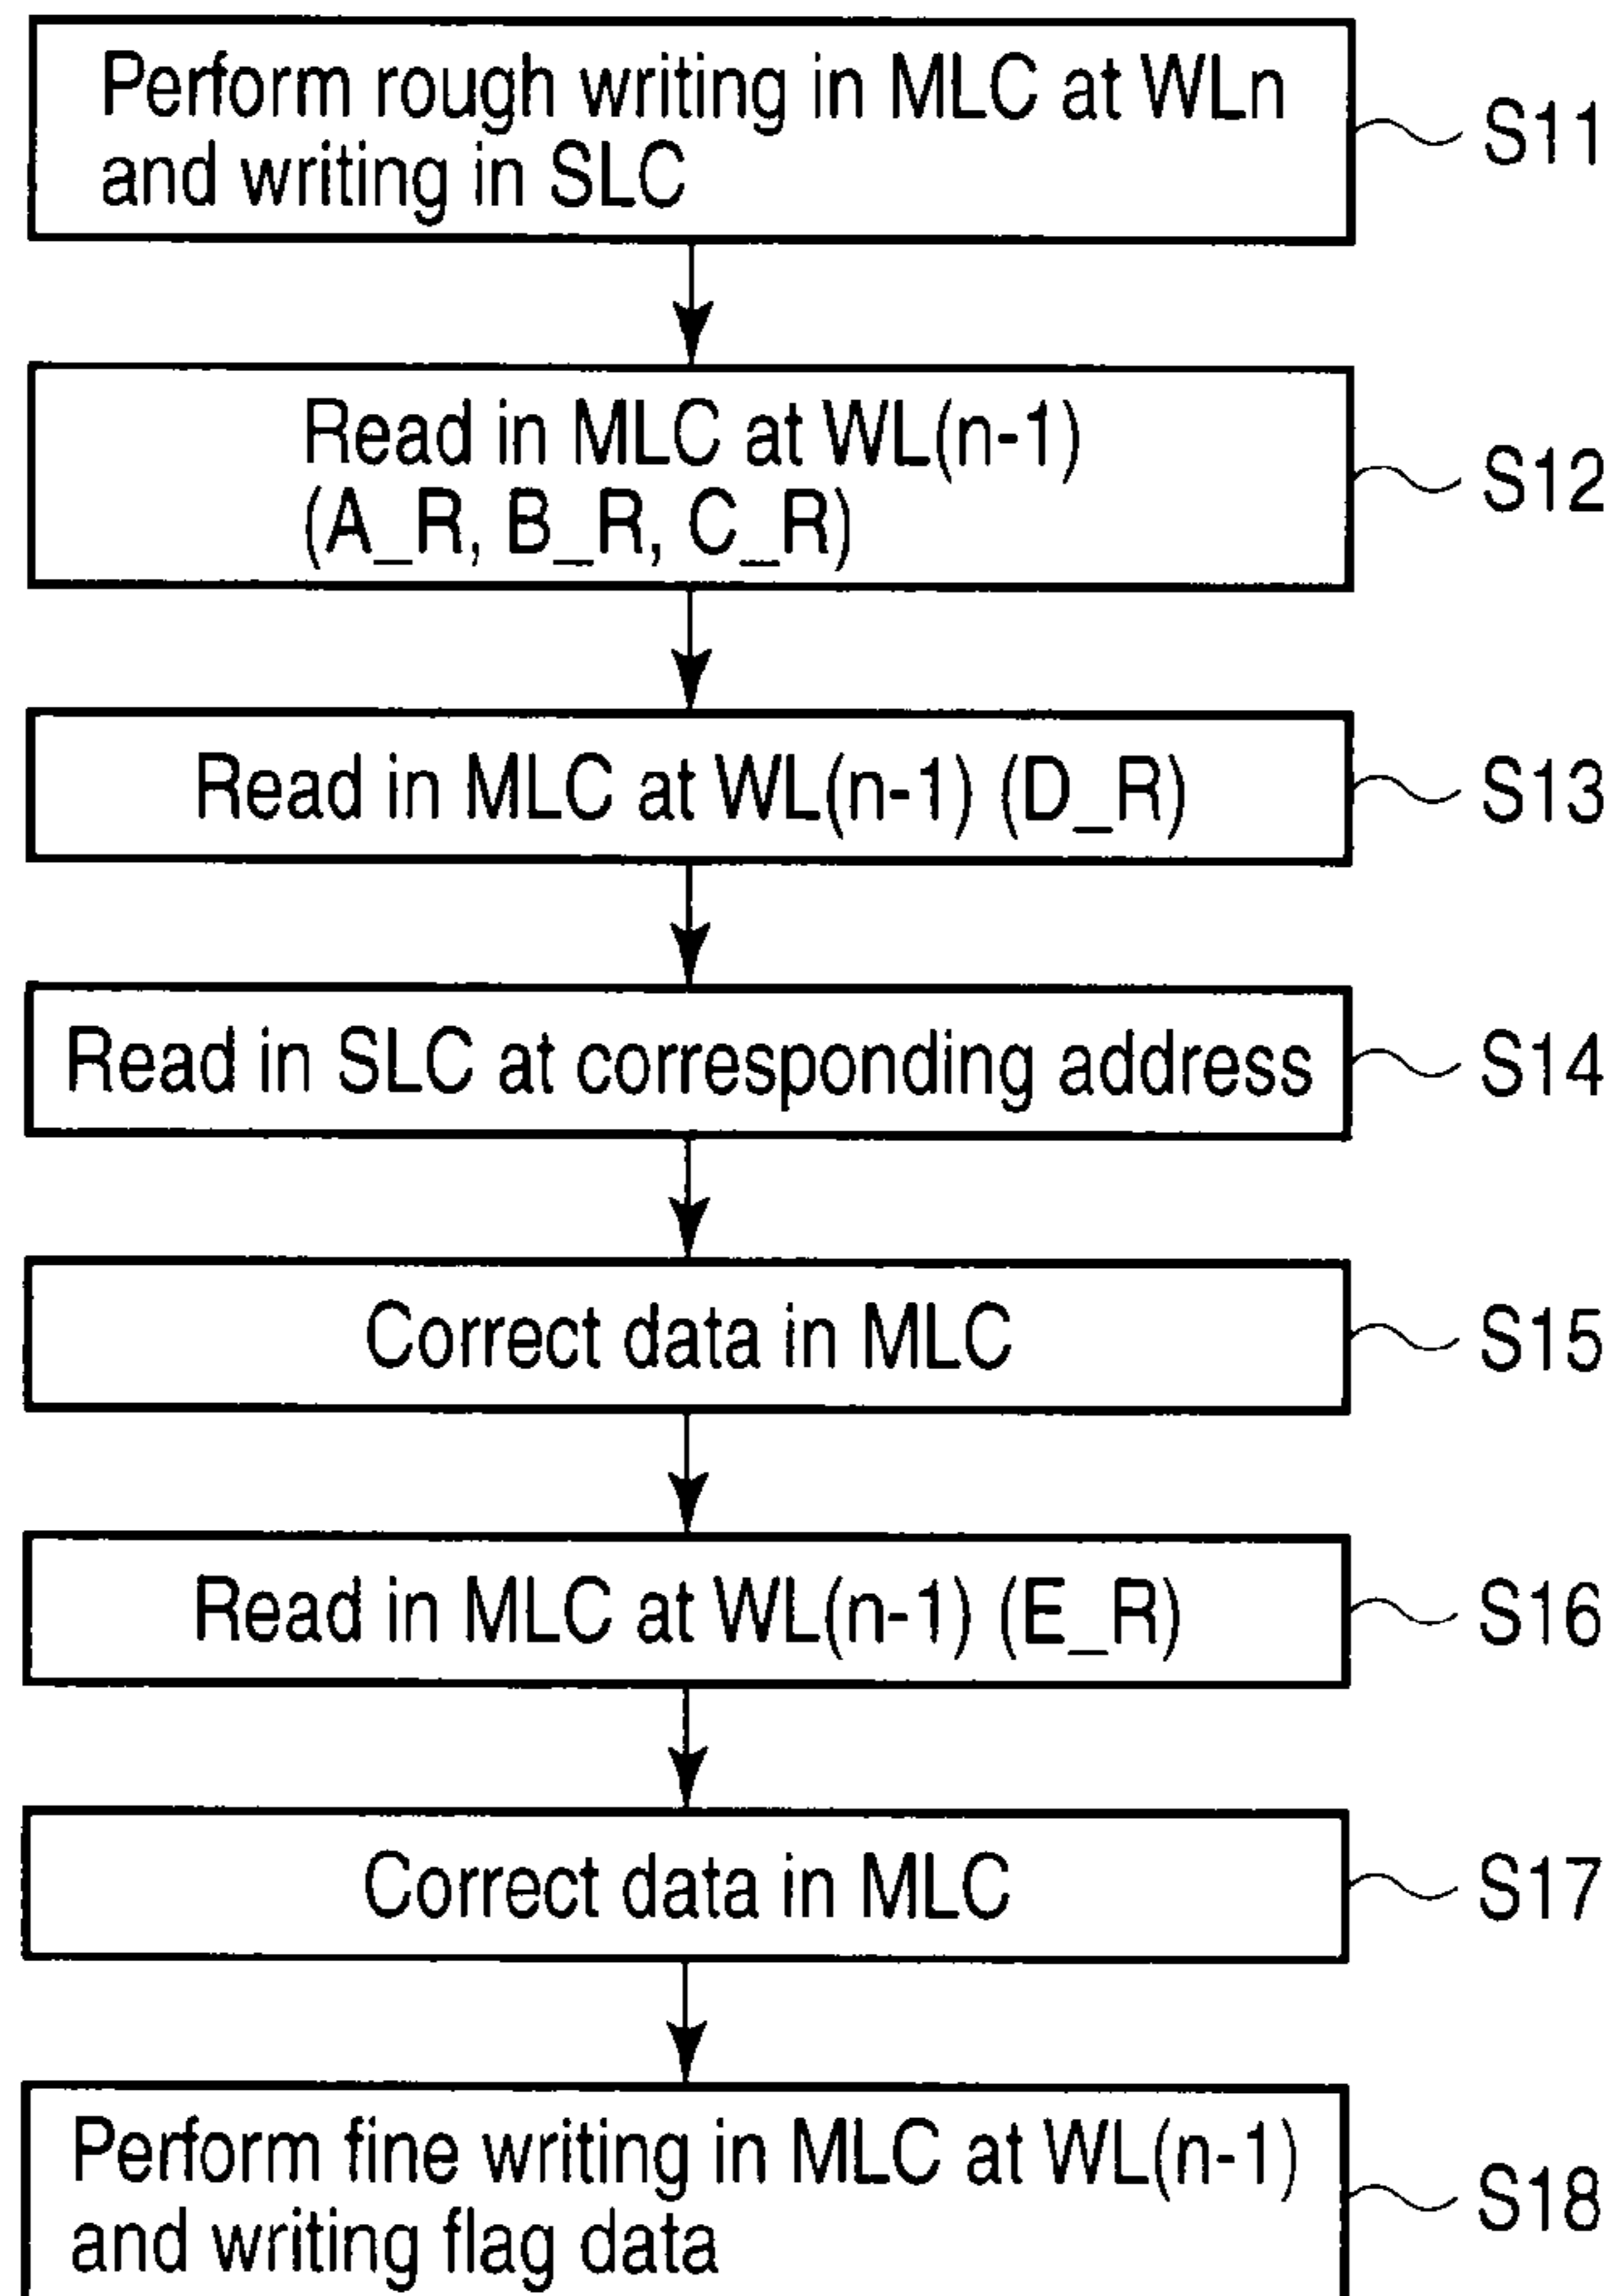 Perform rough writing in MLC at WLn
and writing in SLC
S11
Read in MLC at WL(n-1)
(A_R, B_R, C_R)
S12
Read in MLC at WL(n-1) (D_R)
S13
Read in SLC at corresponding address
S14
Correct data in MLC
S15
Read in MLC at WL(n-1) (E_R)
S16
Correct data in MLC
S17
Perform fine writing in MLC at WL(n-1)
and writing flag data
S18